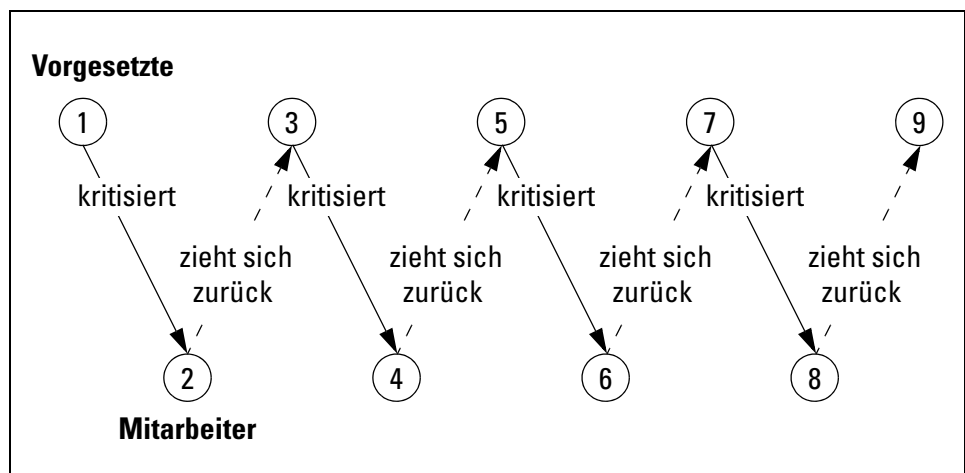 Vorgesetzte
1 3 5 7 9
kritisiert kritisiert kritisiert kritisiert
zieht sich zieht sich zieht sich zieht sich
zurück zurück zurück zurück
2 4 6 8
Mitarbeiter